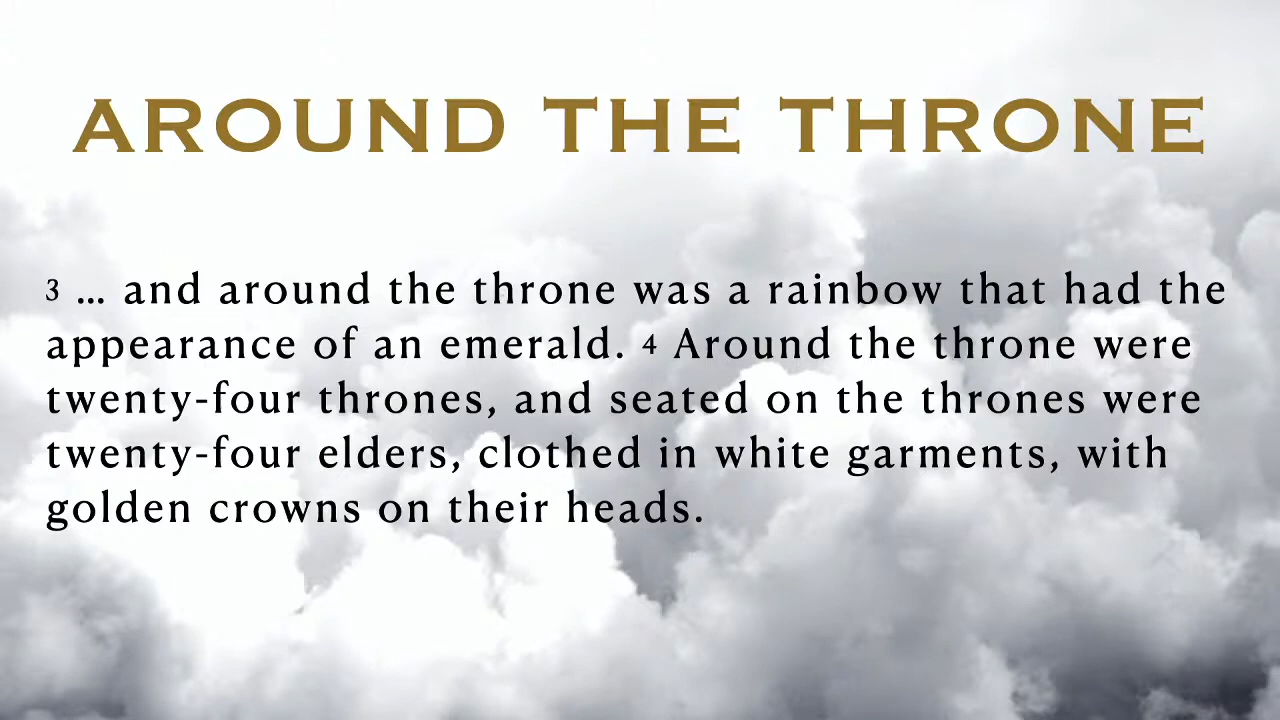 AROUND THE THRONE
3 ... and around the throne was a rainbow that had the
appearance of an emerald. 4 Around the throne were
twenty-four thrones, and seated on the thrones were
twenty-four elders, clothed in white garments, with
golden crowns on their heads.